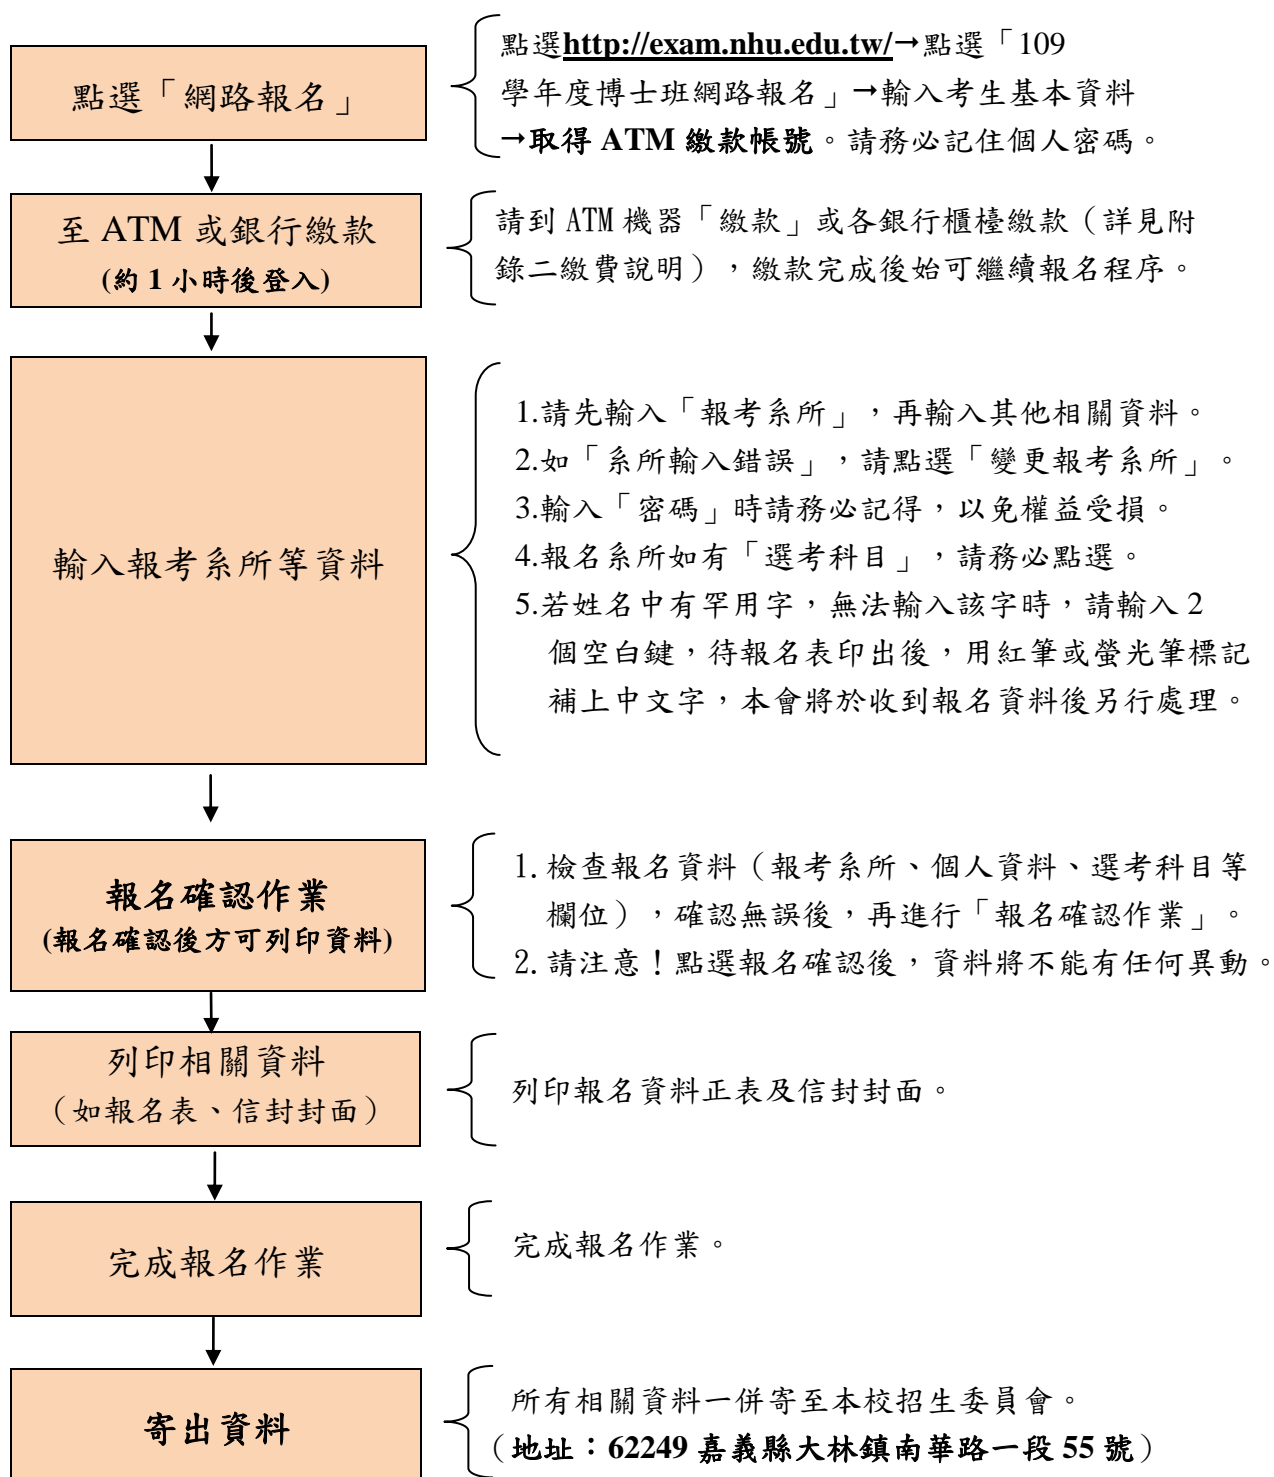 點選「網路報名」
點選http://exam.nhu.edu.tw/→點選「109
學年度博士班網路報名」→輸入考生基本資料
→取得 ATM 繳款帳號。請務必記住個人密碼。
至 ATM 或銀行繳款
(約 1 小時後登入)
請到 ATM 機器「繳款」或各銀行櫃檯繳款（詳見附
錄二繳費說明），繳款完成後始可繼續報名程序。
輸入報考系所等資料
1.請先輸入「報考系所」，再輸入其他相關資料。
2.如「系所輸入錯誤」，請點選「變更報考系所」。
3.輸入「密碼」時請務必記得，以免權益受損。
4.報名系所如有「選考科目」，請務必點選。
5.若姓名中有罕用字，無法輸入該字時，請輸入 2
個空白鍵，待報名表印出後，用紅筆或螢光筆標記
補上中文字，本會將於收到報名資料後另行處理。
報名確認作業
(報名確認後方可列印資料)
1. 檢查報名資料（報考系所、個人資料、選考科目等
欄位），確認無誤後，再進行「報名確認作業」。
2. 請注意！點選報名確認後，資料將不能有任何異動。
列印相關資料
（如報名表、信封封面）
列印報名資料正表及信封封面。
完成報名作業
完成報名作業。
寄出資料
所有相關資料一併寄至本校招生委員會。
（地址：62249 嘉義縣大林鎮南華路一段 55 號）